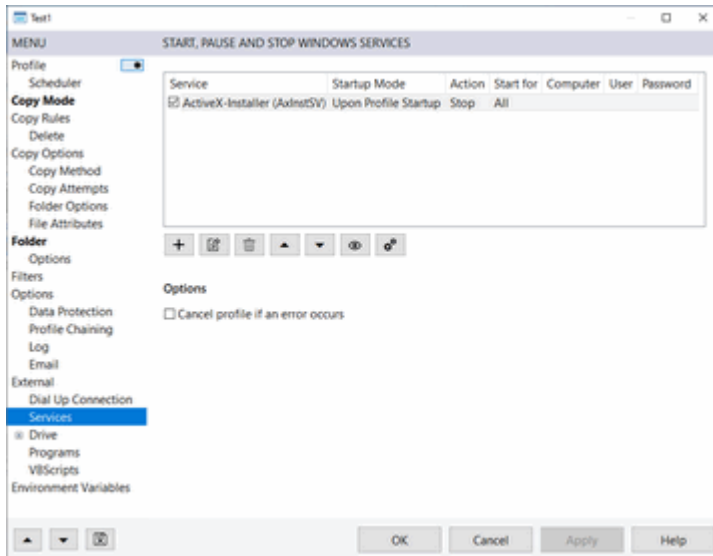 Test1
MENU
START, PAUSE AND STOP WINDOWS SERVICES
Profile
Scheduler
Copy Mode
Copy Rules
Delete
Copy Options
Copy Method
Copy Attempts
Folder Options
File Attributes
Folder
Options
Filters
Options
Data Protection
Profile Chaining
Log
Email
External
Dial Up Connection
Services
Drive
Programs
VBScripts
Environment Variables
Service Startup Mode Action Start for Computer User Password
ActiveX-Installer (AxInstSV) Upon Profile Startup Stop All
Options
Cancel profile if an error occurs
OK Cancel Apply Help